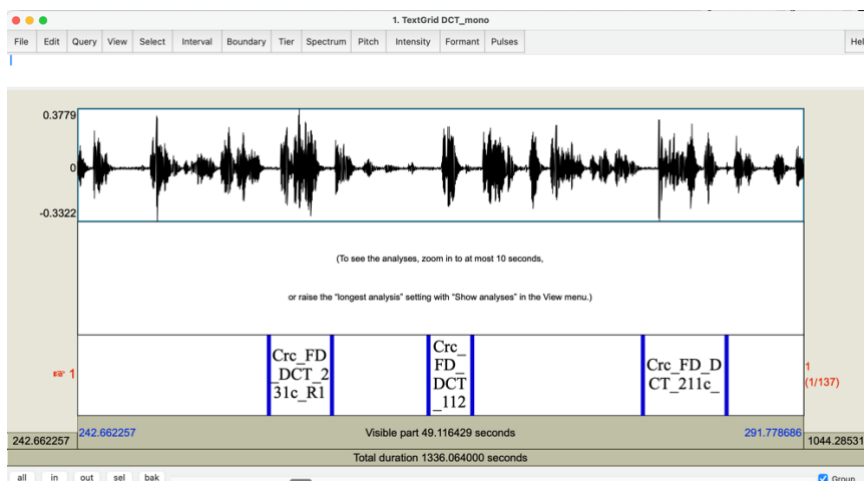 1. TextGrid DCT_mono
File Edit Query View Select Interval Boundary Tier Spectrum Pitch Intensity Formant Pulses Hel
0.3779
0
-0.3322
(To see the analyses, zoom in to at most 10 seconds,
or raise the "longest analysis" setting with "Show analyses" in the View menu.)
☞ 1
Crc_FD
_DCT_2
31c_R1
Crc_
FD_
DCT
_112
Crc_FD_D
CT_211c_
1
(1/137)
242.662257
242.662257 Visible part 49.116429 seconds 291.778686
1044.28531
Total duration 1336.064000 seconds
all in out sel bak Group